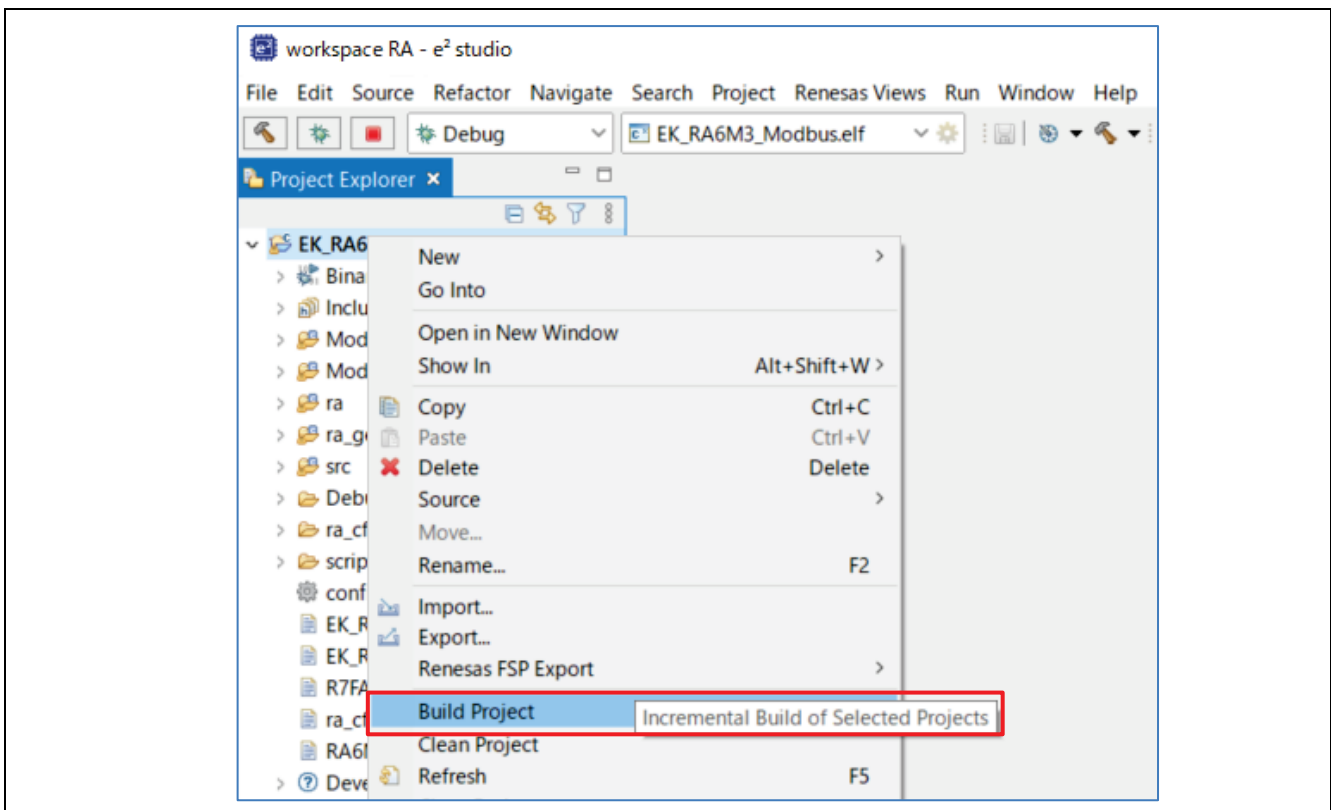 workspace RA - e² studio
File Edit Source Refactor Navigate Search Project Renesas Views Run Window Help
Debug EK_RA6M3_Modbus.elf
Project Explorer
EK_RA6
New
Bina
Go Into
Inclu
Mod
Open in New Window
Mod
Show In Alt+Shift+W >
ra
Copy Ctrl+C
ra_g
Paste Ctrl+V
src
Delete Delete
Deb
Source
ra_cf
Move...
scrip
Rename... F2
conf
Import...
EK_R
Export...
EK_R
Renesas FSP Export
R7FA
Build Project Incremental Build of Selected Projects
ra_cf
Clean Project
RA6
Refresh F5
Deve